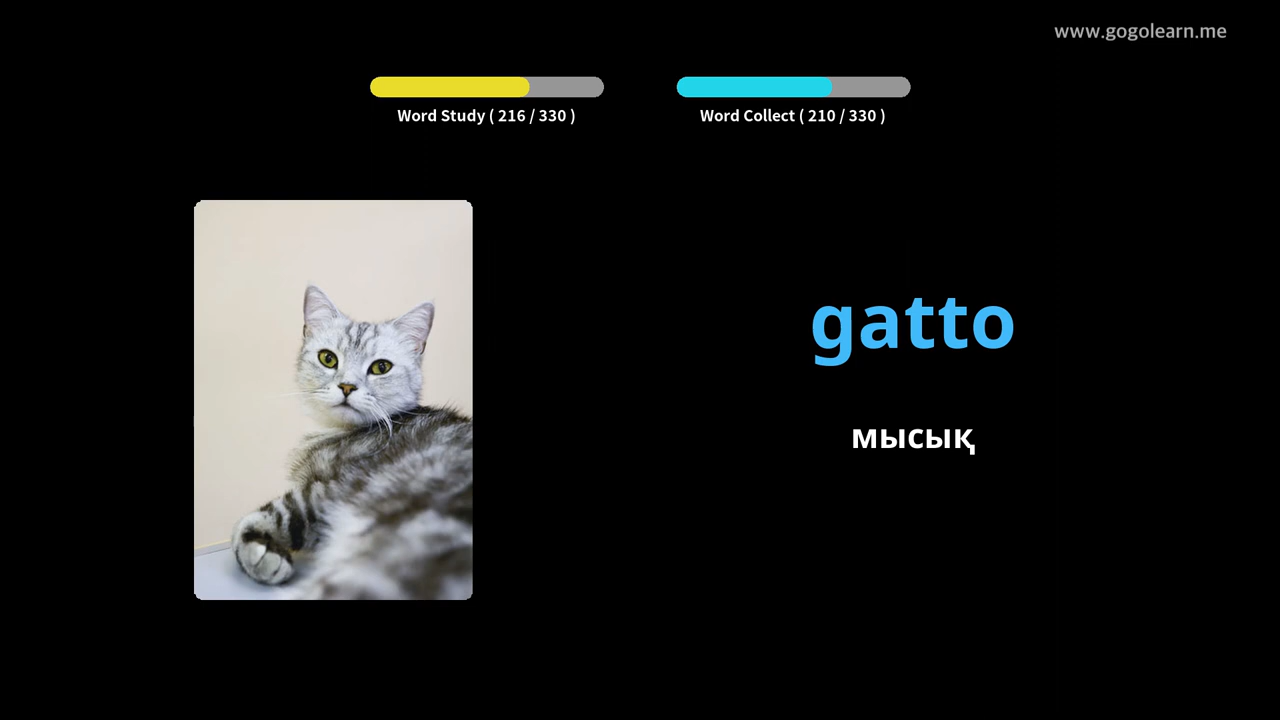 www.gogolearn.me
Word Study ( 216 / 330 )
Word Collect ( 210 / 330 )
gatto
мысық